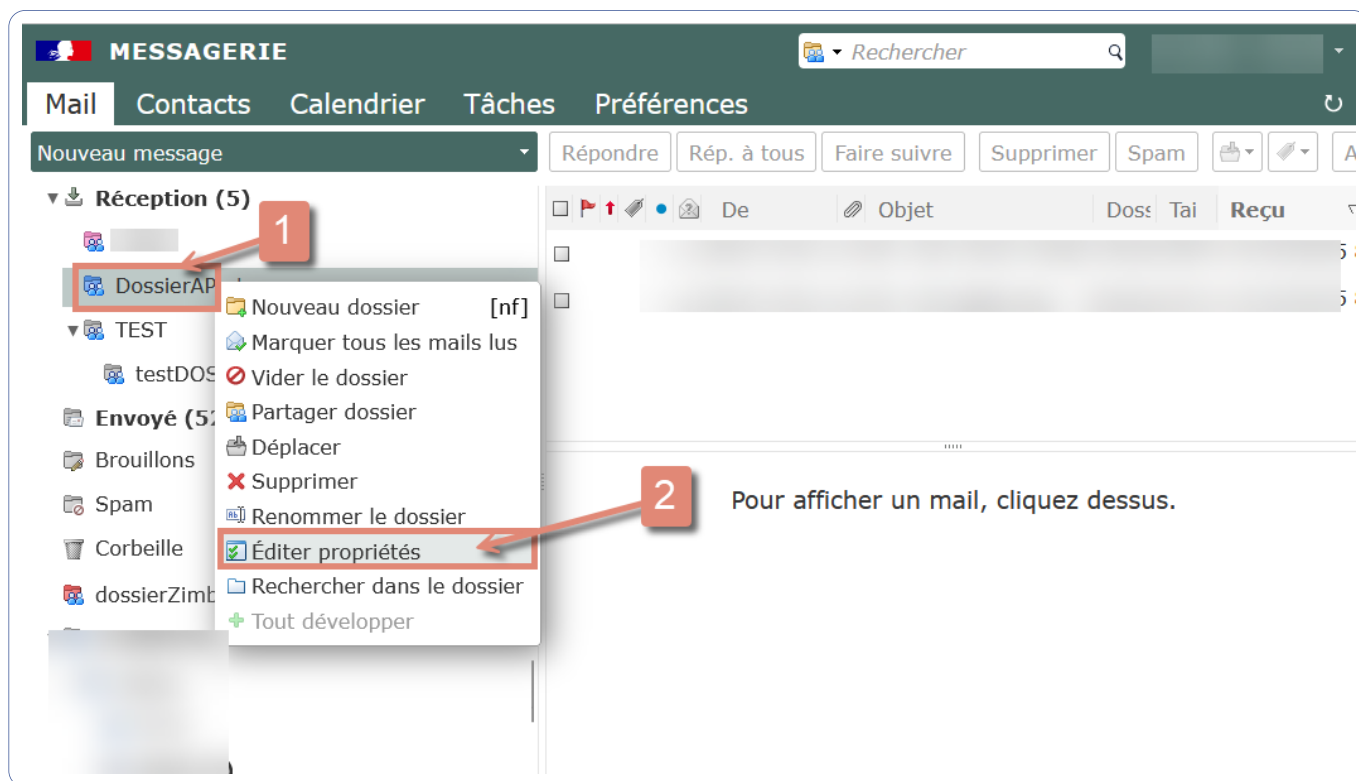 MESSAGERIE
Rechercher
Mail Contacts Calendrier Tâches Préférences
Nouveau message
Répondre Rép. à tous Faire suivre Supprimer Spam
Réception (5)
1
De Objet Doss Tai Reçu
DossierAP
Nouveau dossier [nf]
TEST
Marquer tous les mails lus
testDOS
Vider le dossier
Envoyé (52
Partager dossier
Déplacer
Brouillons
Supprimer
2
Pour afficher un mail, cliquez dessus.
Spam
Renommer le dossier
Corbeille
Éditer propriétés
dossierZimb
Rechercher dans le dossier
Tout développer